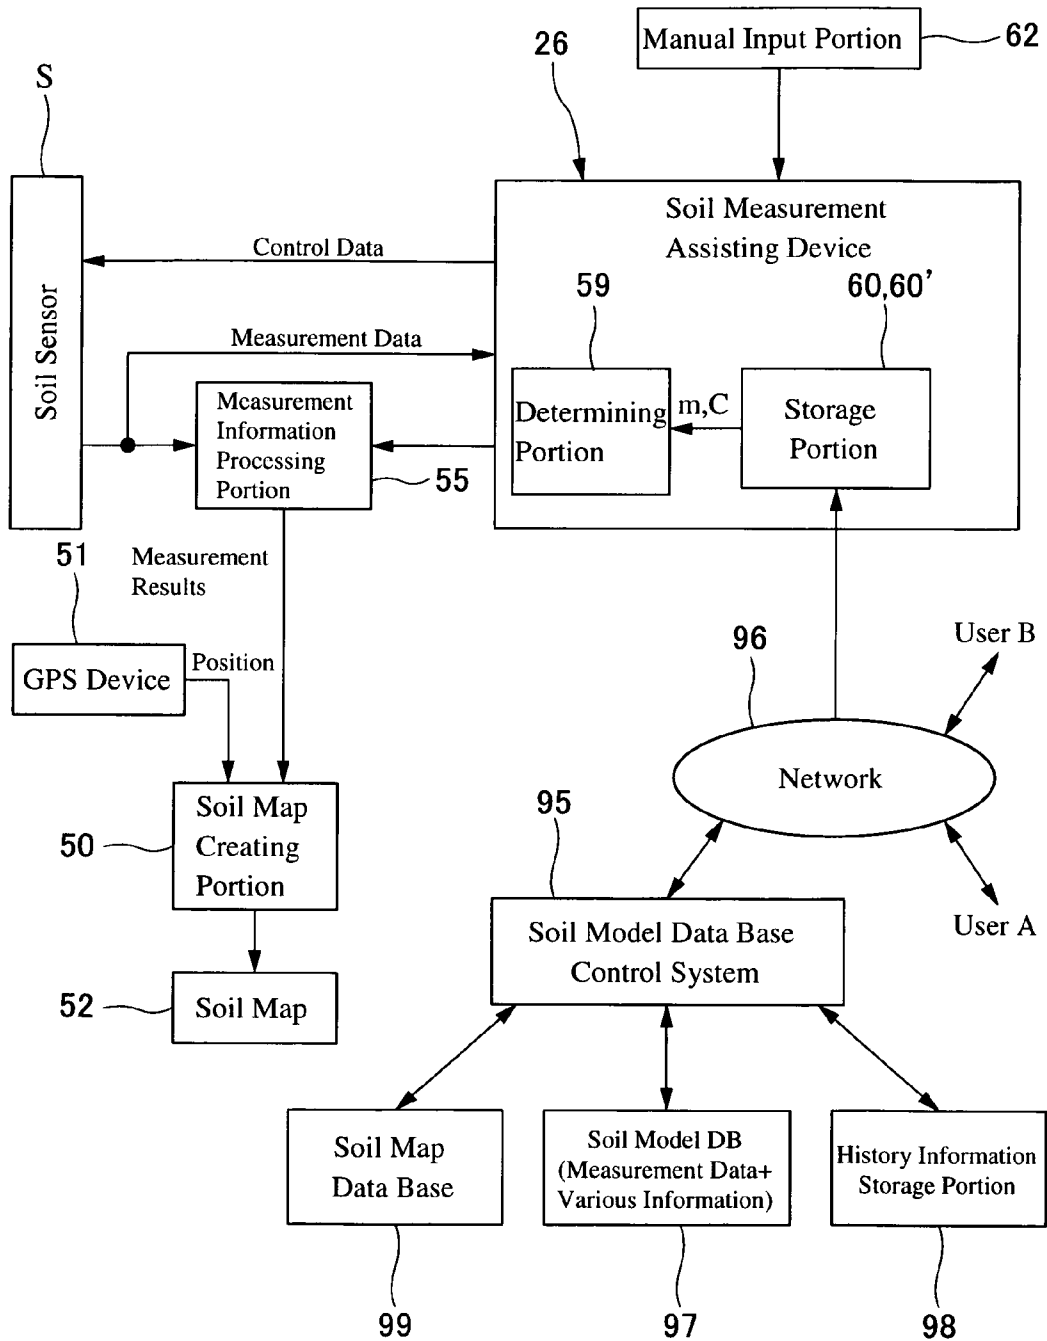 Manual Input Portion
62
26
S
Soil Measurement
Assisting Device
Control Data
59
60,60'
Soil Sensor
Measurement Data
Measurement
Information
Processing
Portion
Determining
Portion
m,C
Storage
Portion
55
51
Measurement
Results
GPS Device
Position
96
User B
Network
95
50
Soil Map
Creating
Portion
User A
Soil Model Data Base
Control System
52
Soil Map
Soil Map
Data Base
Soil Model DB
(Measurement Data+
Various Information)
History Information
Storage Portion
99
97
98